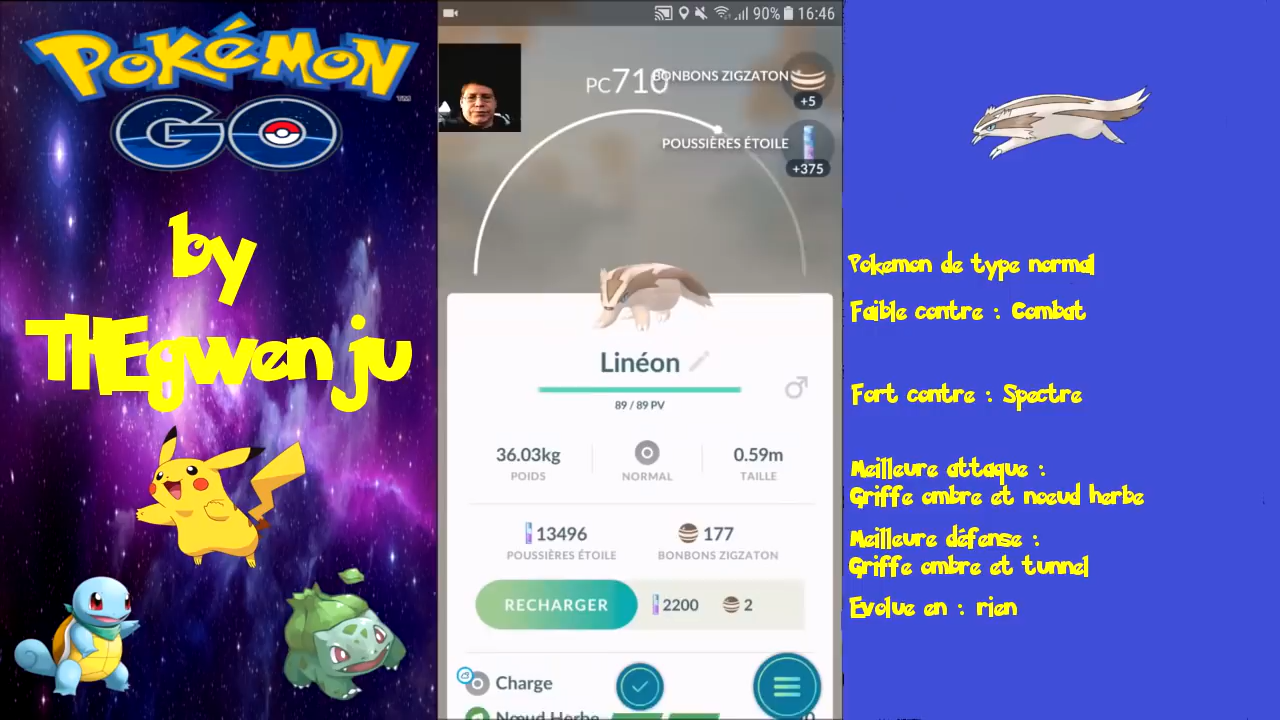 POKéMON
TM
GO
by
THEgwenju
90% 16:46
PC710
BONBONS ZIGZATON
+5
POUSSIÈRES ÉTOILE
+375
Linéon
89 / 89 PV
36.03kg
POIDS
NORMAL
0.59m
TAILLE
13496
POUSSIÈRES ÉTOILE
177
BONBONS ZIGZATON
RECHARGER
2200
2
Charge
Nœud Herbe
Pokemon de type normal
Faible contre : Combat
Fort contre : Spectre
Meilleure attaque :
Griffe ombre et nœud herbe
Meilleure défense :
Griffe ombre et tunnel
Evolue en : rien